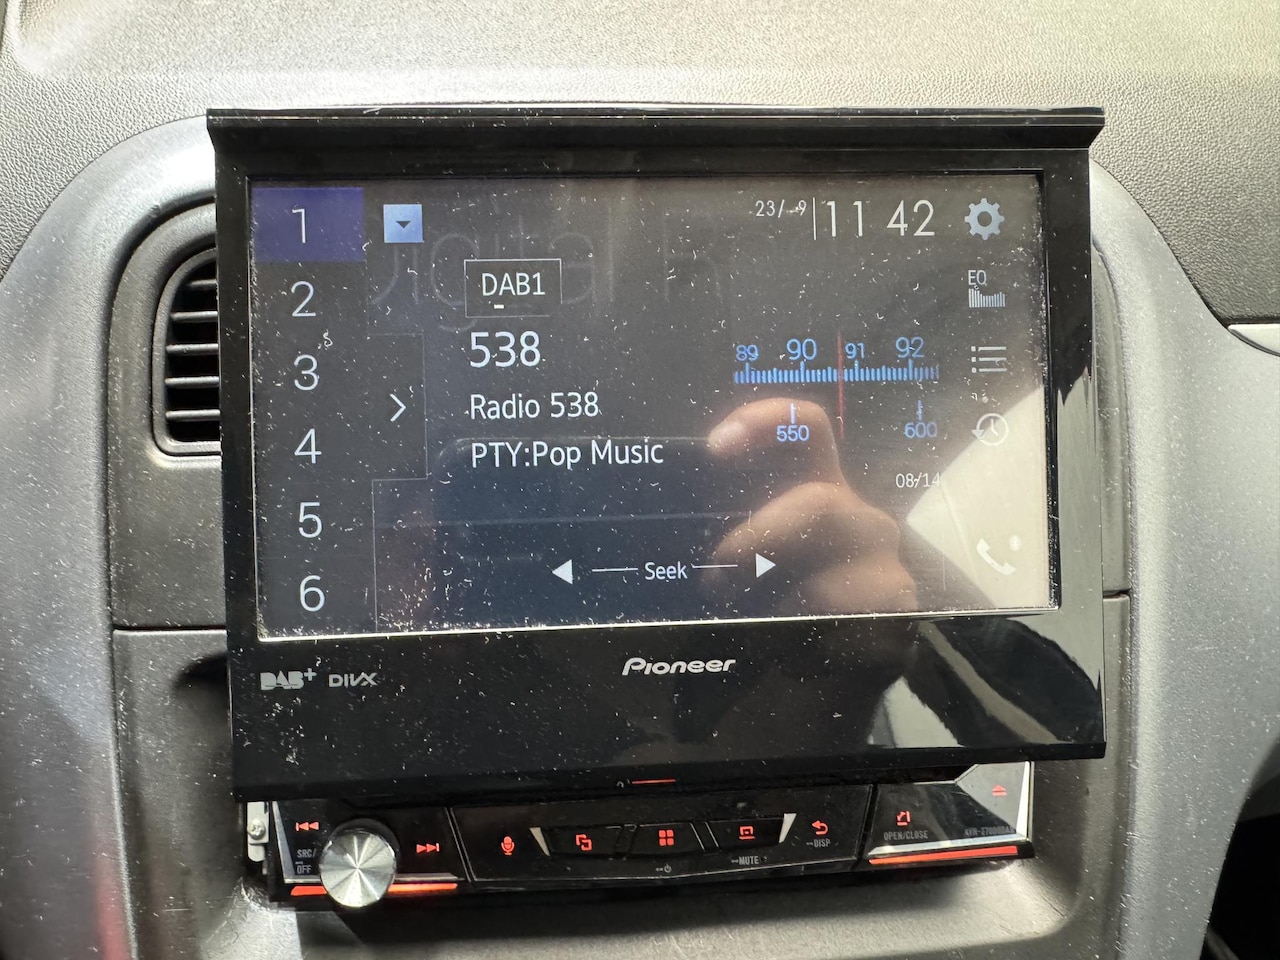 1
2
3
4
5
6
Digital R
23/ 9 11 42
DAB1
538
Radio 538
PTY:Pop Music
EQ
89 90 91 92
550 600
08/14
Seek
DAB+ DIVX
Pioneer
SRC/
OFF
MUTE
DISP
OPEN/CLOSE